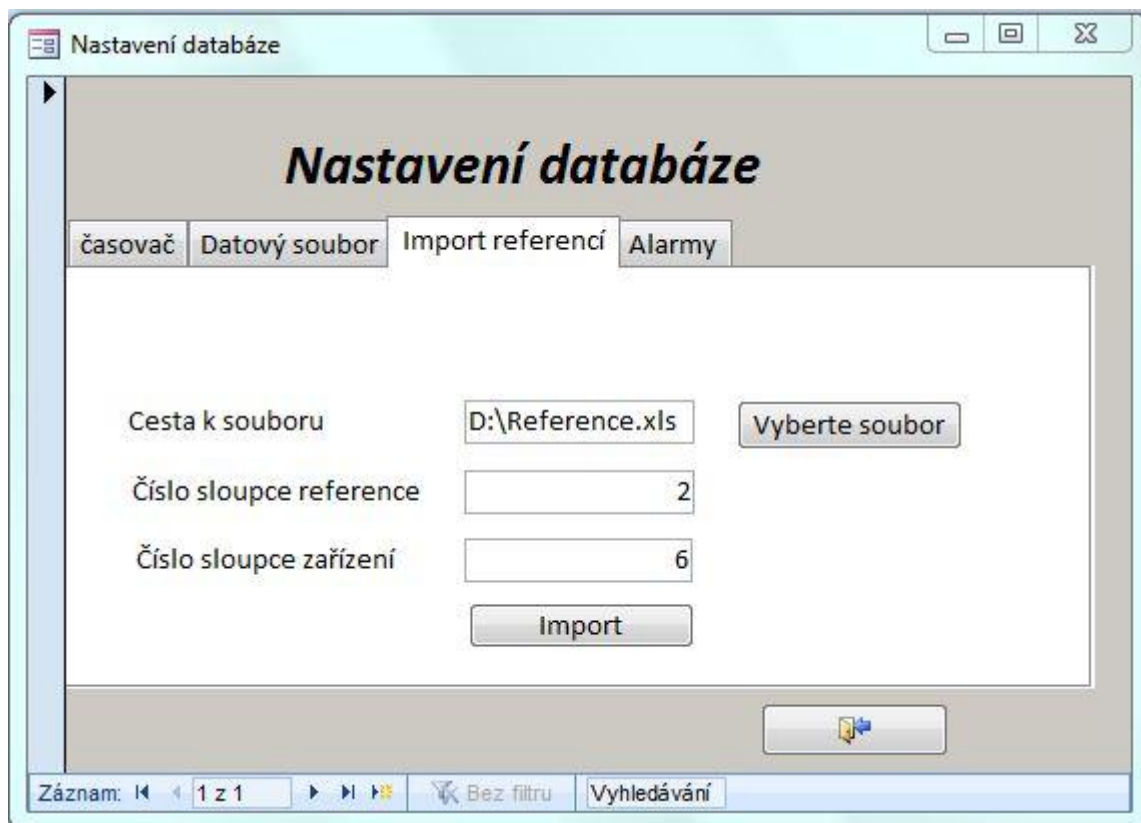 Nastavení databáze
Nastavení databáze
časovač Datový soubor Import referencí Alarmy
Cesta k souboru D:\Reference.xls Vyberte soubor
Číslo sloupce reference 2
Číslo sloupce zařízení 6
Import
Záznam: 1 z 1 Bez filtru Vyhledávání